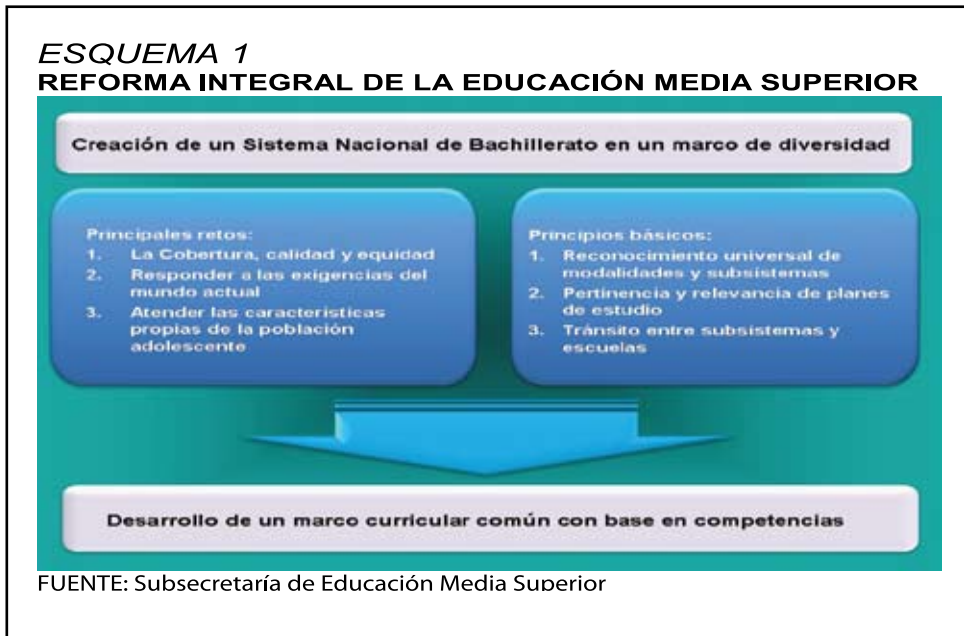 ESQUEMA 1
REFORMA INTEGRAL DE LA EDUCACIÓN MEDIA SUPERIOR
Creación de un Sistema Nacional de Bachillerato en un marco de diversidad
Principales retos:
1. La Cobertura, calidad y equidad
2. Responder a las exigencias del
mundo actual
3. Atender las características
propias de la población
adolescente
Principios básicos:
1. Reconocimiento universal de
modalidades y subsistemas
2. Pertinencia y relevancia de planes
de estudio
3. Tránsito entre subsistemas y
escuelas
Desarrollo de un marco curricular común con base en competencias
FUENTE: Subsecretaría de Educación Media Superior